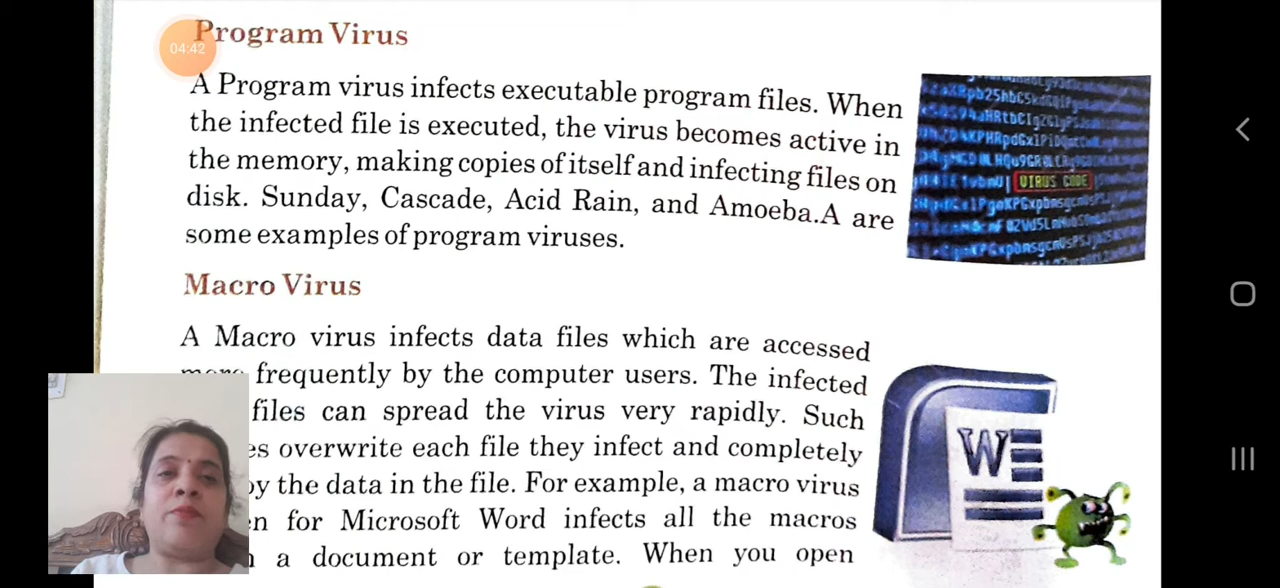 Program Virus
04:42
A Program virus infects executable program files. When
the infected file is executed, the virus becomes active in
the memory, making copies of itself and infecting files on
disk. Sunday, Cascade, Acid Rain, and Amoeba.A are
some examples of program viruses.
VIRUS CODE
Macro Virus
A Macro virus infects data files which are accessed
more frequently by the computer users. The infected
files can spread the virus very rapidly. Such
overwrite each file they infect and completely
the data in the file. For example, a macro virus
for Microsoft Word infects all the macros
a document or template. When you open
W